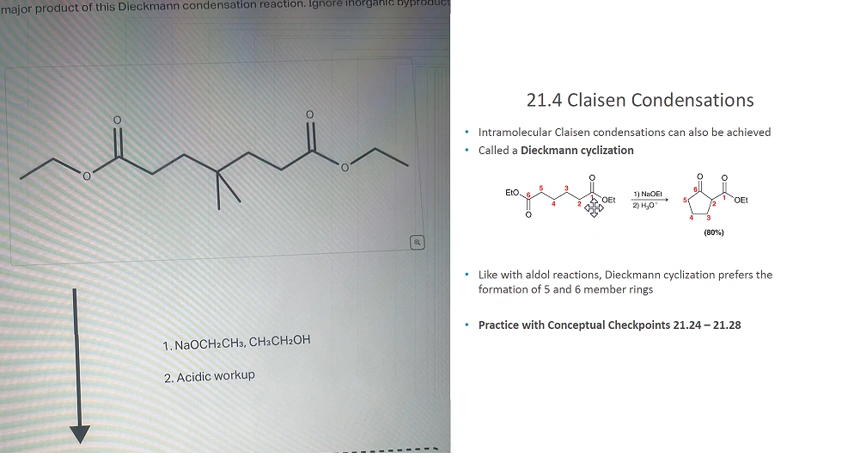 major product of this Dieckmann condensation reaction. Ignore inorganic byproduct
O
O
O
O
1. NaOCH₂CH₃, CH₃CH₂OH
2. Acidic workup
21.4 Claisen Condensations
• Intramolecular Claisen condensations can also be achieved
• Called a Dieckmann cyclization
EtO 6 5 4 3 2 1 O OEt O
1) NaOEt
2) H₃O⁺
O O 6 5 4 3 2 1 OEt
(80%)
• Like with aldol reactions, Dieckmann cyclization prefers the
formation of 5 and 6 member rings
• Practice with Conceptual Checkpoints 21.24 – 21.28